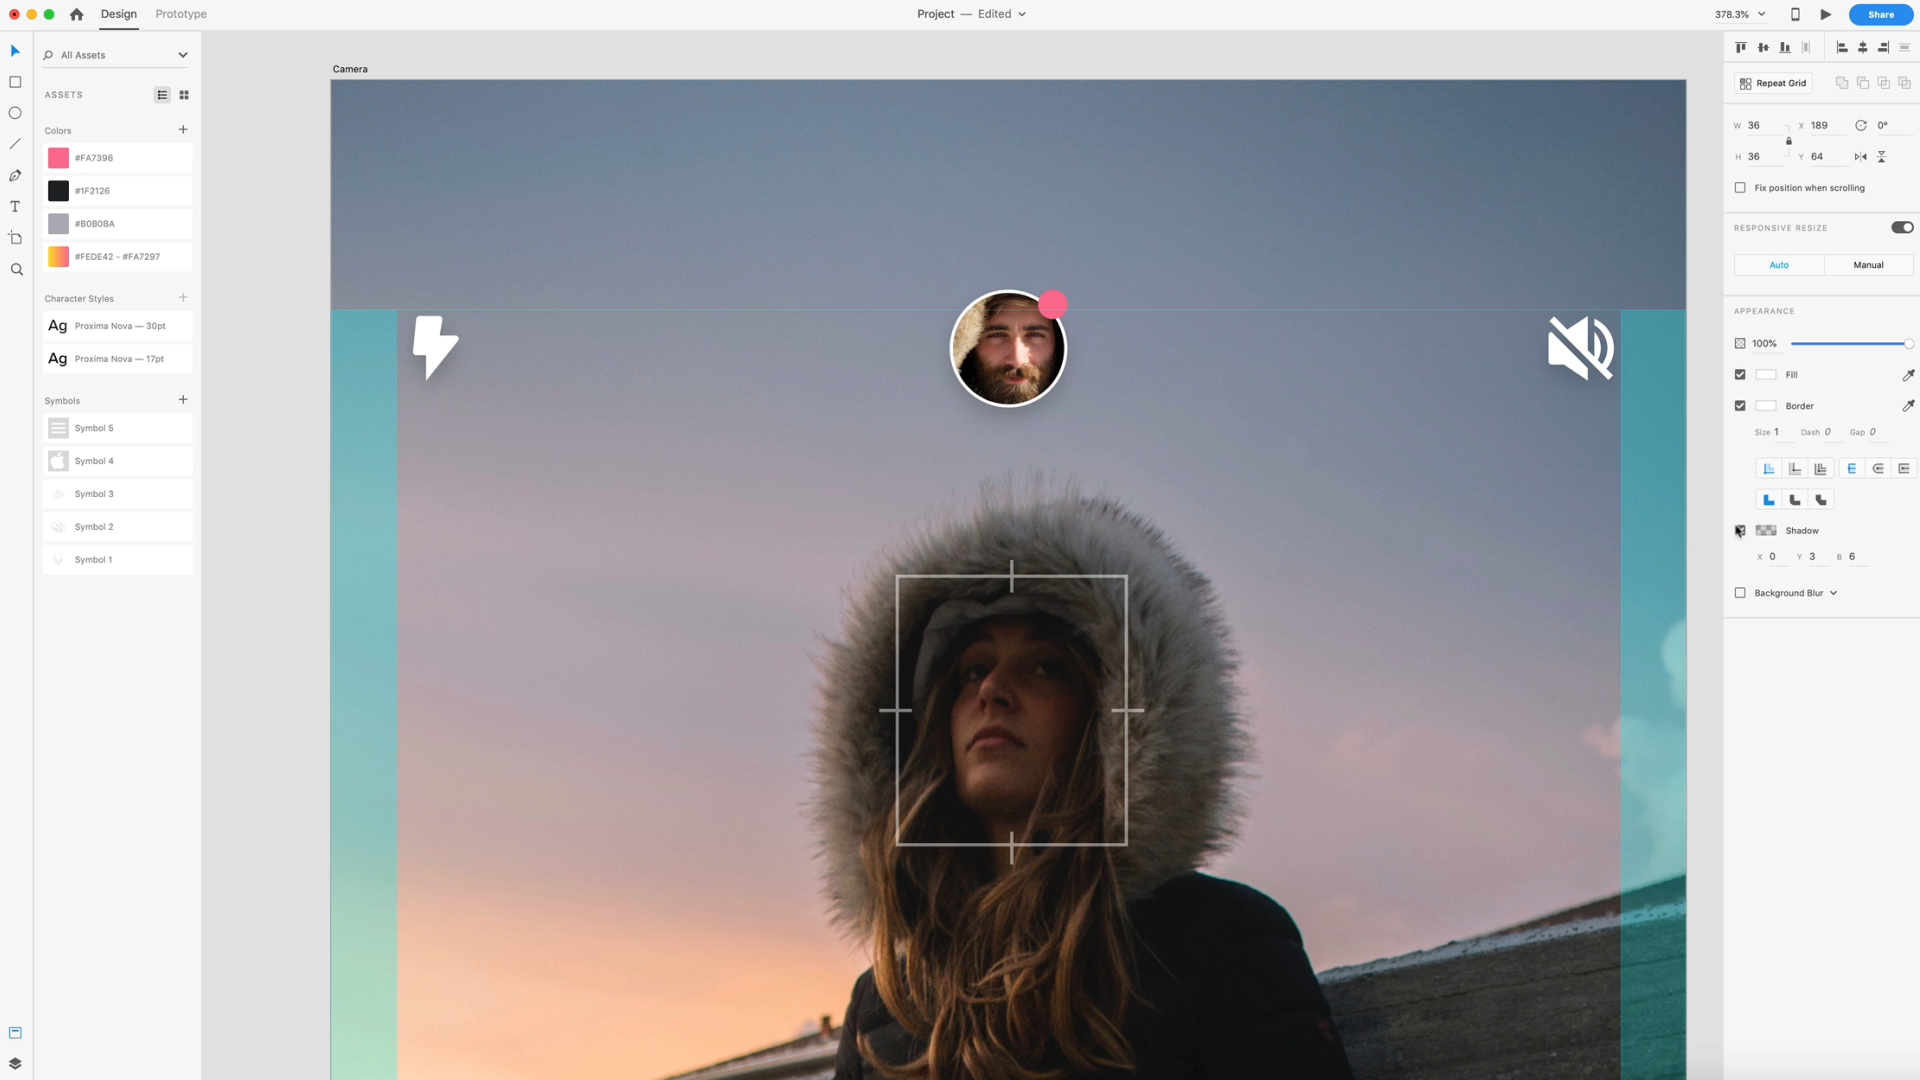 Design Prototype Project — Edited 378.3% Share
All Assets
ASSETS
Colors
#FA7396
#1F2126
#B0B0BA
#FEDE42 - #FA7297
Character Styles
Ag Proxima Nova — 30pt
Ag Proxima Nova — 17pt
Symbols
Symbol 5
Symbol 4
Symbol 3
Symbol 2
Symbol 1
T
Camera
Repeat Grid
W 36 X 189 0°
H 36 Y 64
Fix position when scrolling
RESPONSIVE RESIZE
Auto Manual
APPEARANCE
100%
Fill
Border
Size 1 Dash 0 Gap 0
Shadow
X 0 Y 3 B 6
Background Blur